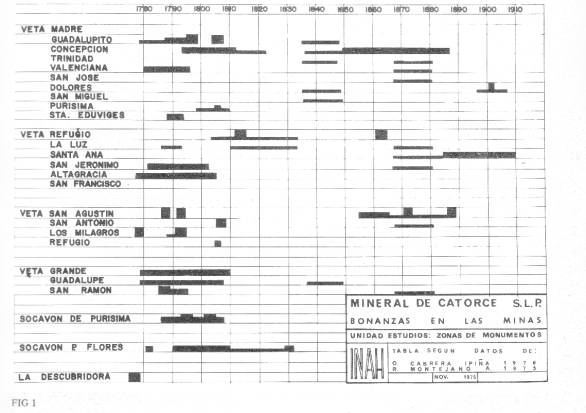 1780 1790 1800 1810 1820 1830 1840 1850 1860 1870 1880 1890 1900 1910
VETA MADRE
GUADALUPITO
CONCEPCION
TRINIDAD
VALENCIANA
SAN JOSE
DOLORES
SAN MIGUEL
PURISIMA
STA. EDUVIGES
VETA REFUGIO
LA LUZ
SANTA ANA
SAN JERONIMO
ALTAGRACIA
SAN FRANCISCO
VETA SAN AGUSTIN
SAN ANTONIO
LOS MILAGROS
REFUGIO
VETA GRANDE
GUADALUPE
SAN RAMON
SOCAVON DE PURISIMA
SOCAVON P. FLORES
LA DESCUBRIDORA
MINERAL DE CATORCE S.L.P.
BONANZAS EN LAS MINAS
UNIDAD ESTUDIOS: ZONAS DE MONUMENTOS
INAH
TABLA SEGUN DATOS DE:
O. CABRERA IPIÑA 1970
R. MONTEJANO A. 1975
NOV. 1975
FIG 1